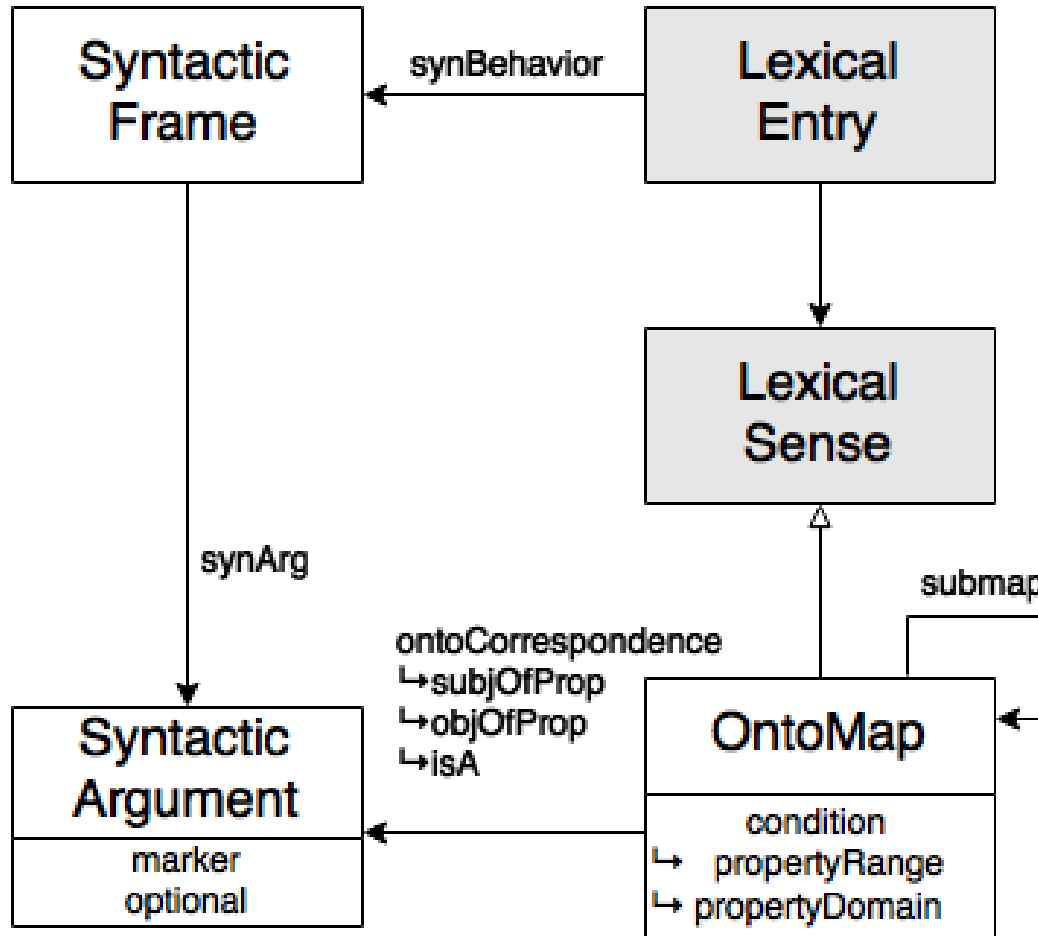 Syntactic
Frame
synBehavior
Lexical
Entry
Lexical
Sense
synArg
submap
ontoCorrespondence
↳subjOfProp
↳objOfProp
↳isA
Syntactic
Argument
marker
optional
OntoMap
condition
↳ propertyRange
↳ propertyDomain